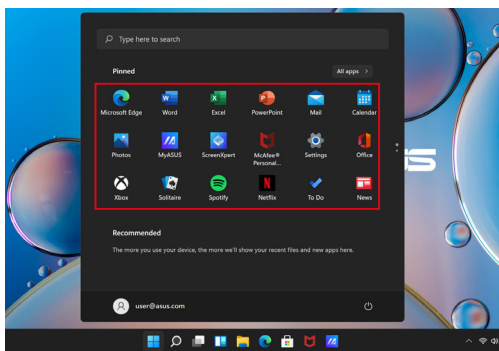 Type here to search
Pinned
All apps >
Microsoft Edge Word Excel PowerPoint Mail Calendar
Photos MyASUS ScreenXpert McAfee® Personal... Settings Office
Xbox Solitaire Spotify Netflix To Do News
Recommended
The more you use your device, the more we'll show your recent files and new apps here.
user@asus.com